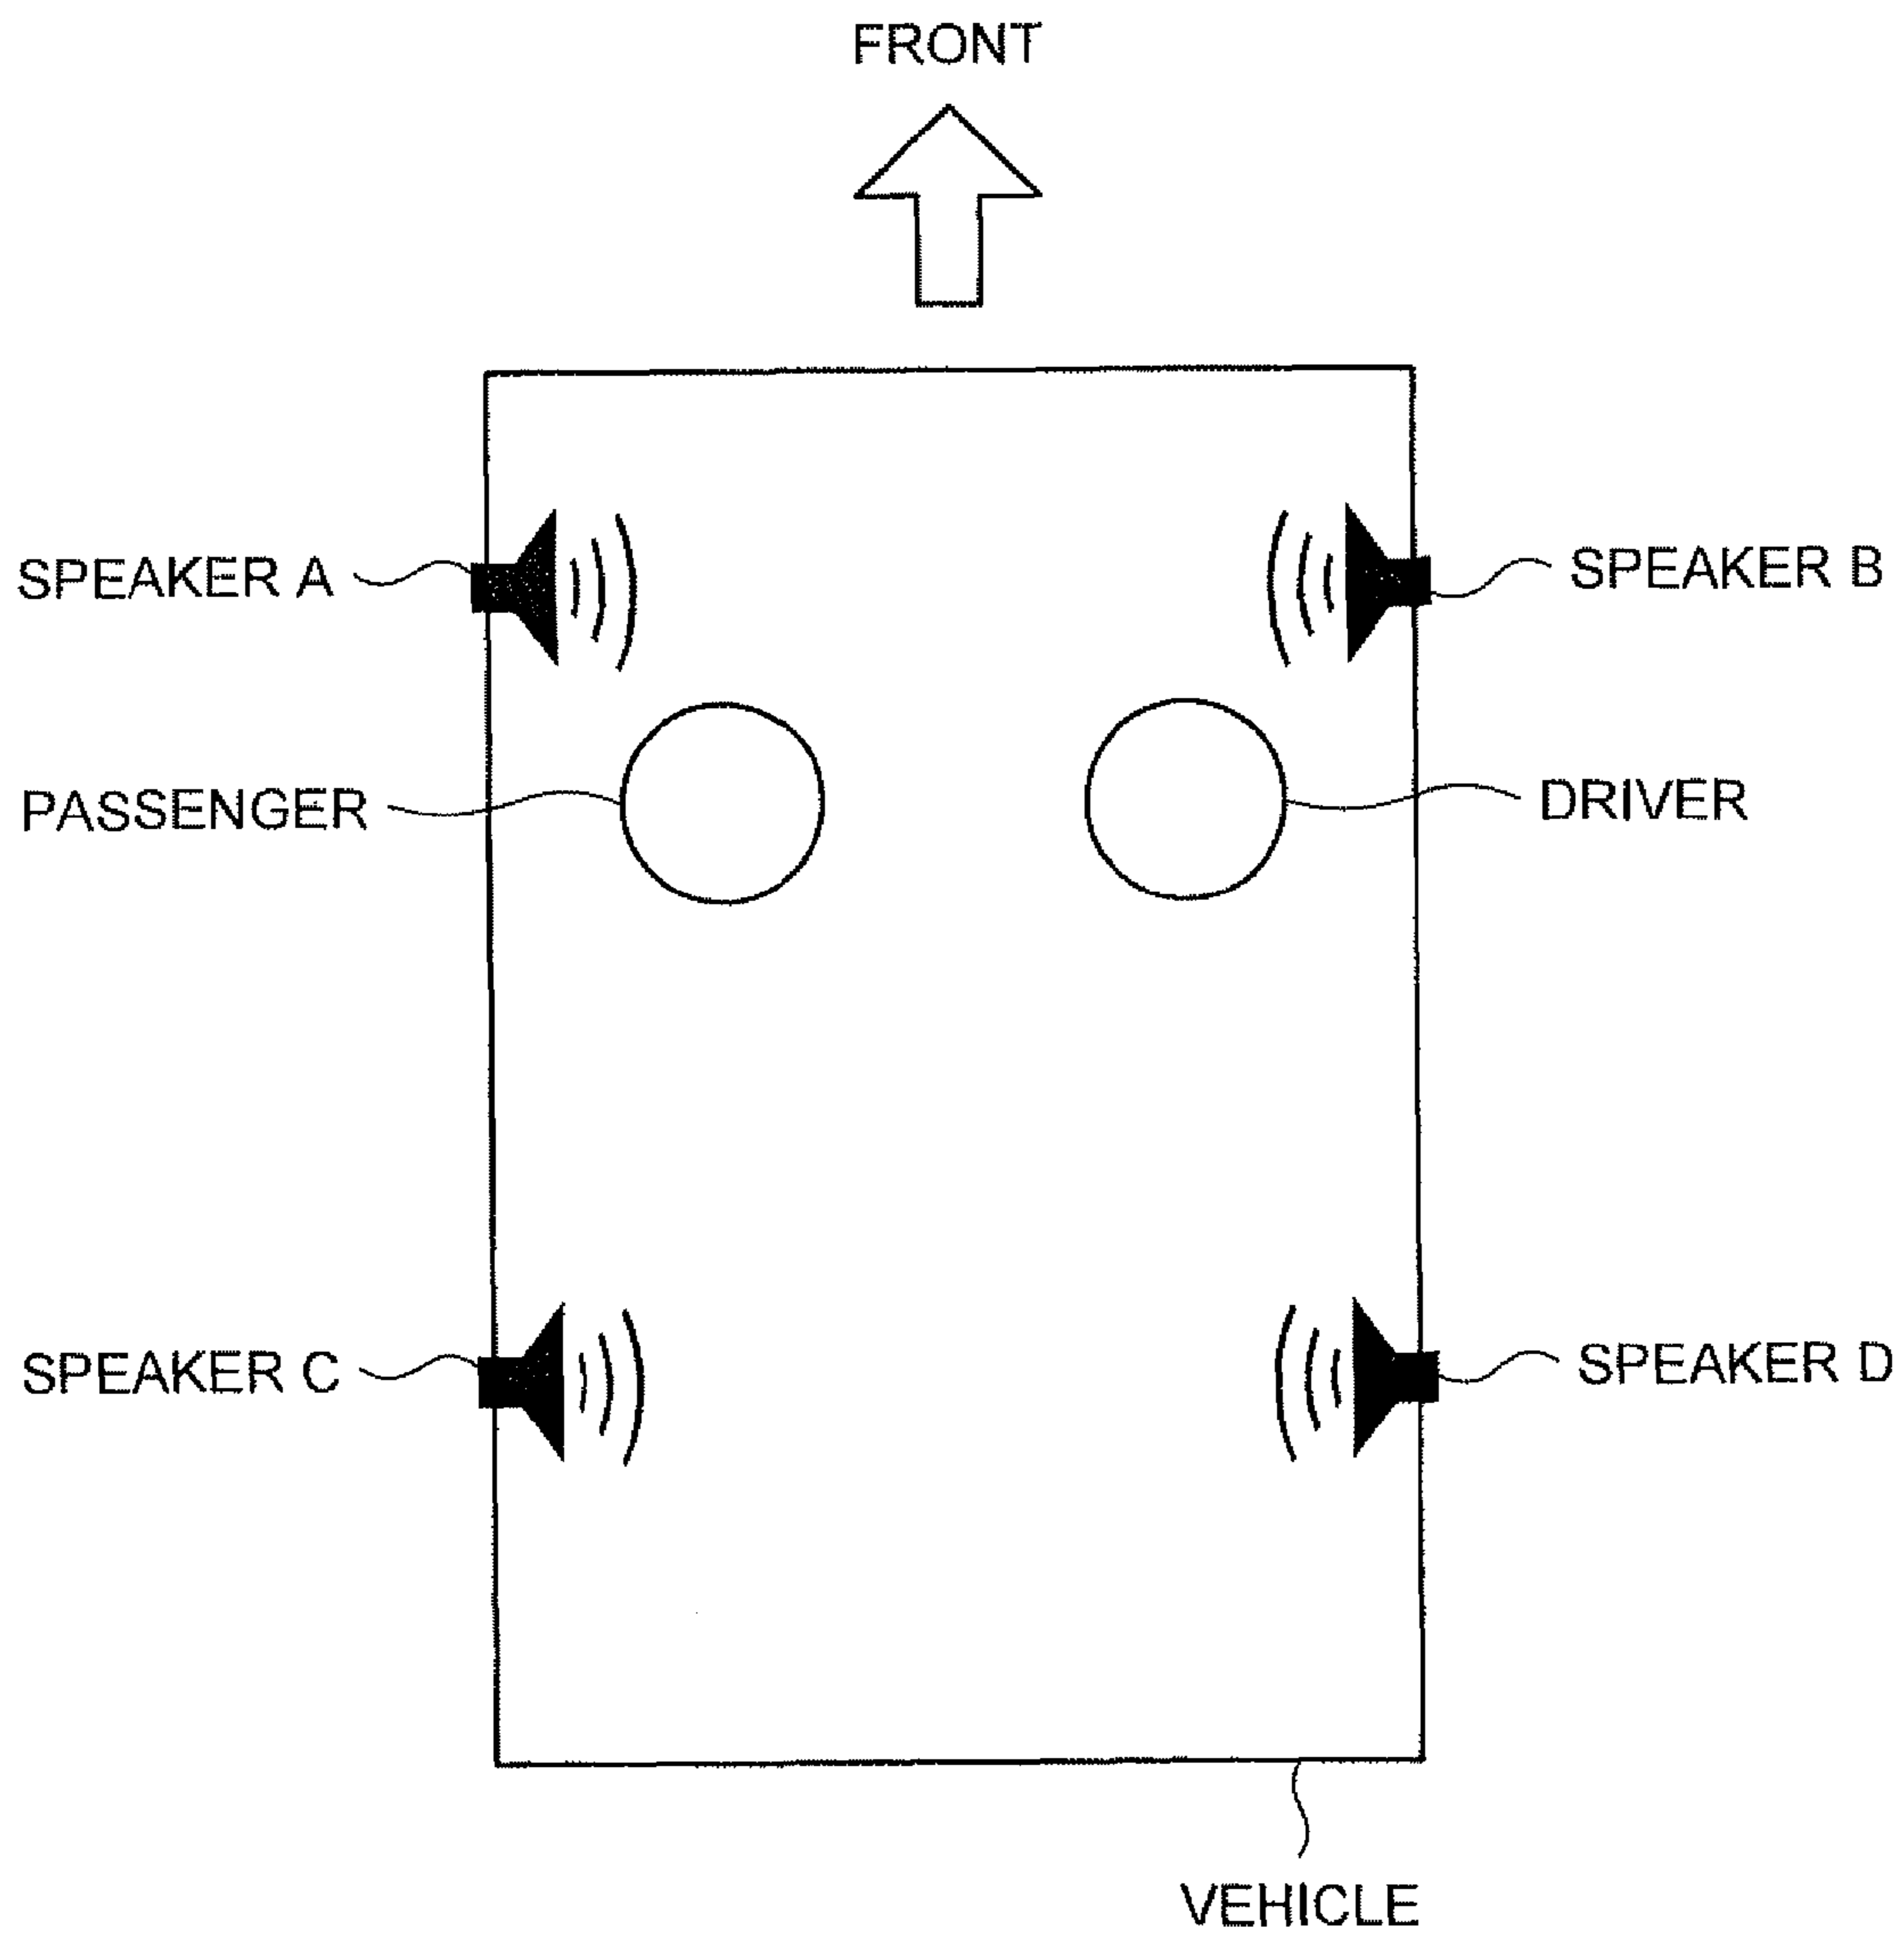 FRONT
SPEAKER A
SPEAKER B
PASSENGER
DRIVER
SPEAKER C
SPEAKER D
VEHICLE